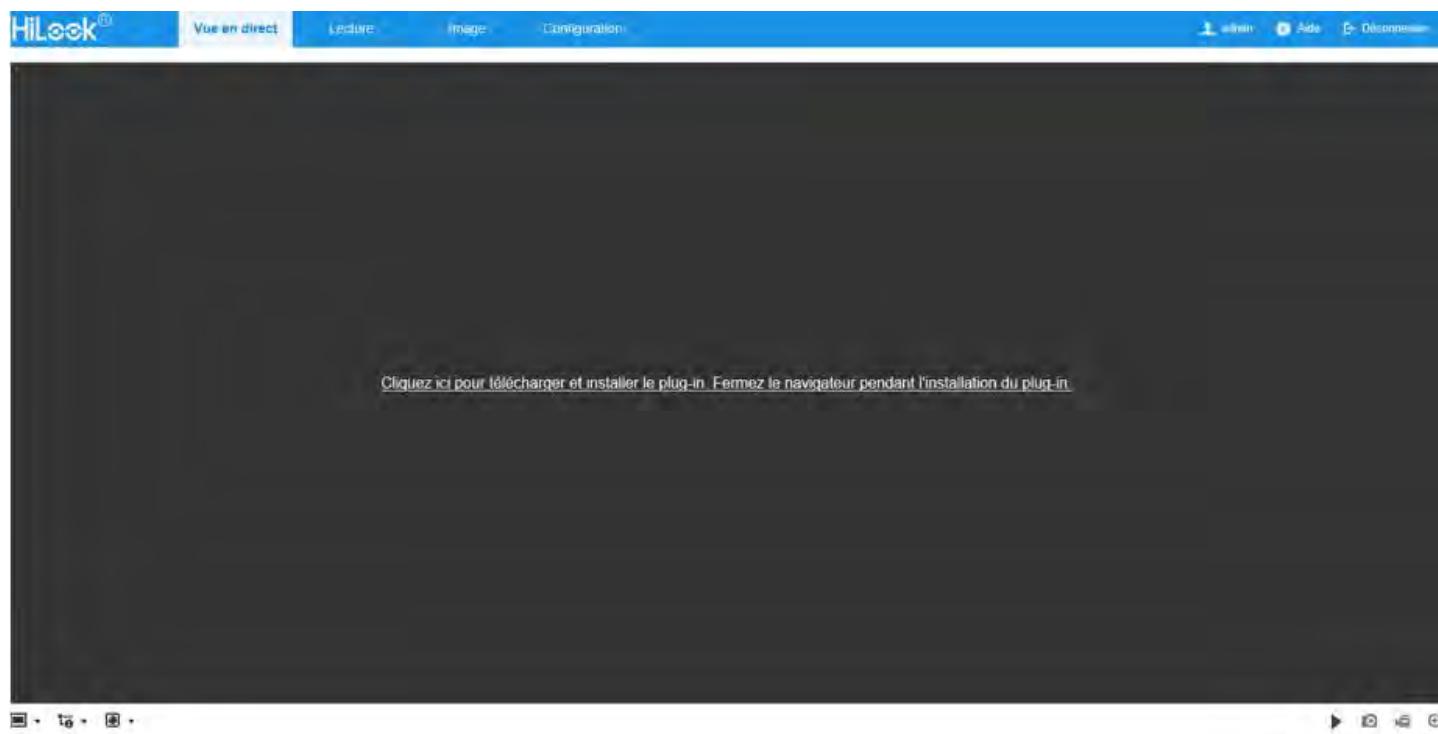 HiLook®
Vue en direct
Lecture
Image
Configuration
admin
Aide
Déconnexion
Cliquez ici pour télécharger et installer le plug-in. Fermez le navigateur pendant l'installation du plug-in.